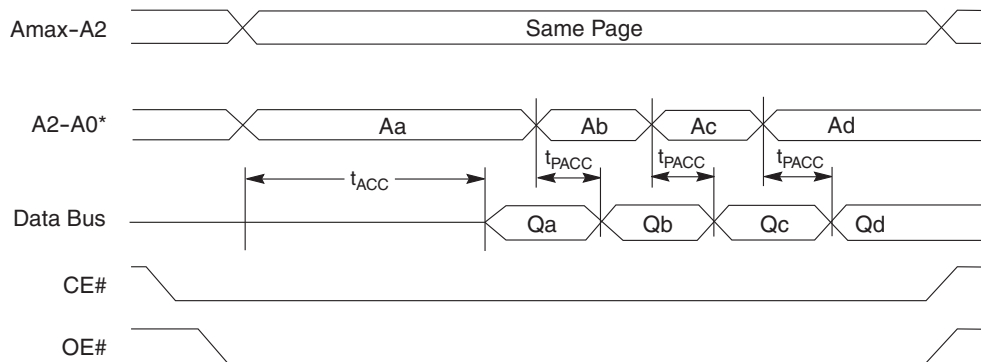 Amax-A2
Same Page
A2-A0*
Aa
Ab
Ac
Ad
tACC
tPACC
tPACC
tPACC
Data Bus
Qa
Qb
Qc
Qd
CE#
OE#